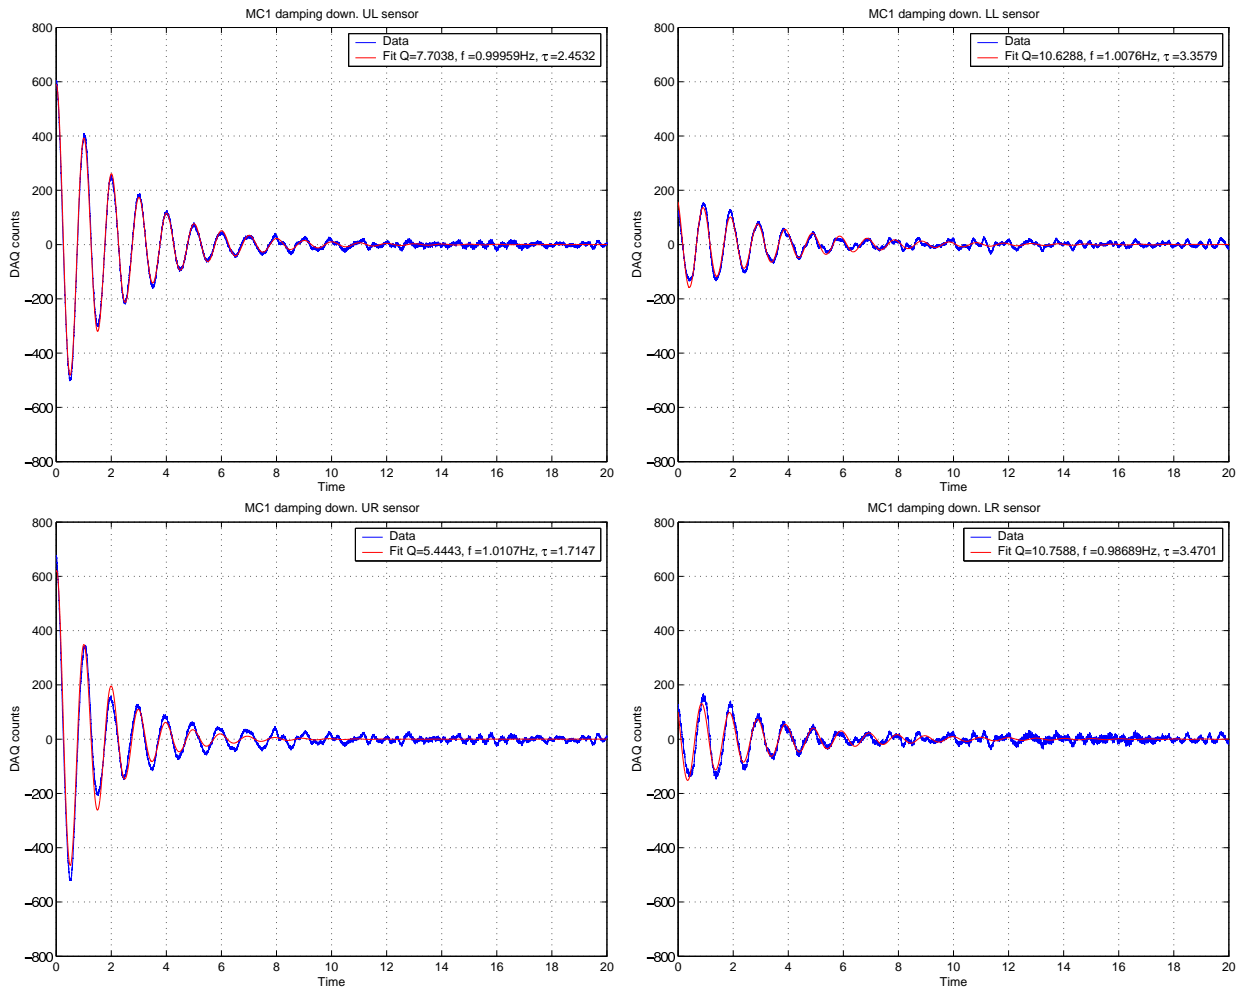 MC1 damping down. UL sensor
800
600
400
200
0
−200
−400
−600
−800
DAQ counts
0 2 4 6 8 10 12 14 16 18 20
Time
Data
Fit Q=7.7038, f =0.99959Hz, τ=2.4532
MC1 damping down. LL sensor
800
600
400
200
0
−200
−400
−600
−800
DAQ counts
0 2 4 6 8 10 12 14 16 18 20
Time
Data
Fit Q=10.6288, f =1.0076Hz, τ=3.3579
MC1 damping down. UR sensor
800
600
400
200
0
−200
−400
−600
−800
DAQ counts
0 2 4 6 8 10 12 14 16 18 20
Time
Data
Fit Q=5.4443, f =1.0107Hz, τ=1.7147
MC1 damping down. LR sensor
800
600
400
200
0
−200
−400
−600
−800
DAQ counts
0 2 4 6 8 10 12 14 16 18 20
Time
Data
Fit Q=10.7588, f =0.98689Hz, τ=3.4701